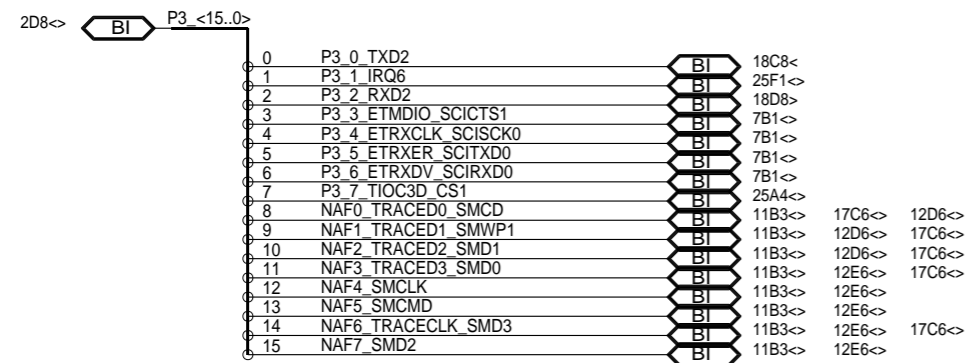 2D8<> BI P3_<15..0>
0 P3_0_TXD2 BI 18C8<
1 P3_1_IRQ6 BI 25F1<>
2 P3_2_RXD2 BI 18D8>
3 P3_3_ETMDIO_SCICTS1 BI 7B1<>
4 P3_4_ETRXCLK_SCISCK0 BI 7B1<>
5 P3_5_ETRXER_SCITXD0 BI 7B1<>
6 P3_6_ETRXDV_SCIRXD0 BI 7B1<>
7 P3_7_TIOC3D_CS1 BI 25A4<>
8 NAF0_TRACED0_SMCD BI 11B3<> 17C6<> 12D6<>
9 NAF1_TRACED1_SMWP1 BI 11B3<> 12D6<> 17C6<>
10 NAF2_TRACED2_SMD1 BI 11B3<> 12D6<> 17C6<>
11 NAF3_TRACED3_SMD0 BI 11B3<> 12E6<> 17C6<>
12 NAF4_SMCLK BI 11B3<> 12E6<>
13 NAF5_SMCMD BI 11B3<> 12E6<>
14 NAF6_TRACECLK_SMD3 BI 11B3<> 12E6<> 17C6<>
15 NAF7_SMD2 BI 11B3<> 12E6<>